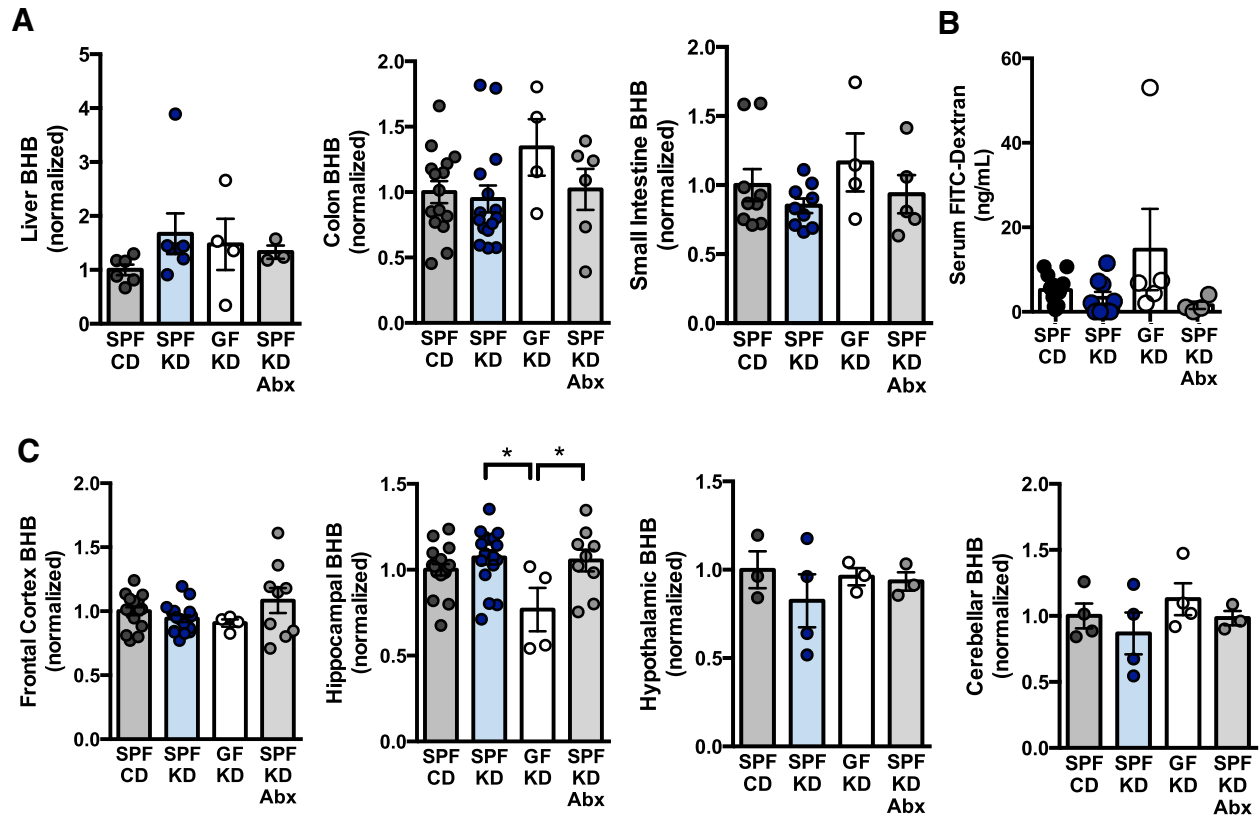 A
Liver BHB
(normalized)
5
4
3
2
1
0
SPF SPF GF SPF
CD KD KD KD
Abx
Colon BHB
(normalized)
2.0
1.5
1.0
0.5
0.0
SPF SPF GF SPF
CD KD KD KD
Abx
Small Intestine BHB
(normalized)
2.0
1.5
1.0
0.5
0.0
SPF SPF GF SPF
CD KD KD KD
Abx
B
Serum FITC-Dextran
(ng/mL)
60
40
20
0
SPF SPF GF SPF
CD KD KD KD
Abx
C
Frontal Cortex BHB
(normalized)
2.0
1.5
1.0
0.5
0.0
SPF SPF GF SPF
CD KD KD KD
Abx
Hippocampal BHB
(normalized)
* *
1.5
1.0
0.5
0.0
SPF SPF GF SPF
CD KD KD KD
Abx
Hypothalamic BHB
(normalized)
1.5
1.0
0.5
0.0
SPF SPF GF SPF
CD KD KD KD
Abx
Cerebellar BHB
(normalized)
2.0
1.5
1.0
0.5
0.0
SPF SPF GF SPF
CD KD KD KD
Abx